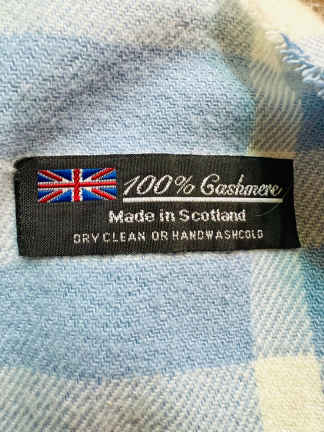 100% Cashmere
Made in Scotland
DRY CLEAN OR HANDWASHCOLD